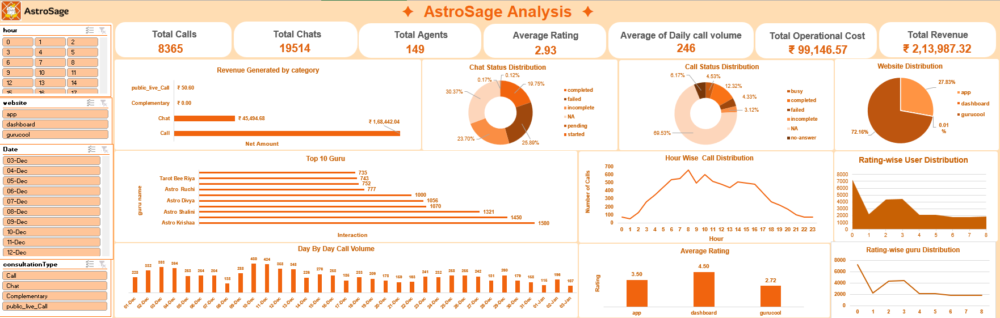 AstroSage
✦ AstroSage Analysis ✦
hour
0 1 2
3 4 5
6 7 8
9 10 11
12 13 14
15 16 17
website
app
dashboard
gurucool
Date
03-Dec
04-Dec
05-Dec
06-Dec
07-Dec
08-Dec
09-Dec
10-Dec
11-Dec
12-Dec
consultationType
Call
Chat
Complementary
public_live_Call
Total Calls
8365
Total Chats
19514
Total Agents
149
Average Rating
2.93
Average of Daily call volume
246
Total Operational Cost
₹ 99,146.57
Total Revenue
₹ 2,13,987.32
Revenue Generated by category
public_live_Call ₹ 50.60
Complementary ₹ 0.00
Chat ₹ 45,494.68
Call ₹ 1,68,442.04
Net Amount
Chat Status Distribution
0.17% 0.12%
30.37% 19.75%
23.70% 25.89%
completed
failed
incomplete
NA
pending
started
Call Status Distribution
6.17% 4.53%
12.32%
4.33%
3.12%
69.53%
busy
completed
failed
incomplete
NA
no-answer
Website Distribution
27.83%
0.01
%
72.16%
app
dashboard
gurucool
Top 10 Guru
guru name
735
Tarot Bee Riya 743
752
Astro Ruchi 777
1000
Astro Divya 1056
1070
Astro Shalini 1321
1450
Astro Krishaa 1580
Interaction
Hour Wise Call Distribution
Number of Calls
700
600
500
400
300
200
100
0
0 1 2 3 4 5 6 7 8 9 10 11 12 13 14 15 16 17 18 19 20 21 22 23
Hour
Rating-wise User Distribution
8000
7000
6000
5000
4000
3000
2000
1000
0
0 1 2 3 4 5 6 7 8
Day By Day Call Volume
228 332 383 364 258 254 254 138 288 430 424 358 343 226 276 258 185 233 209 178 159 163 241 232 258 255 242 181 260 179 158 115 196 107
01-Dec 02-Dec 03-Dec 04-Dec 05-Dec 06-Dec 07-Dec 08-Dec 09-Dec 10-Dec 11-Dec 12-Dec 13-Dec 14-Dec 15-Dec 16-Dec 17-Dec 18-Dec 19-Dec 20-Dec 21-Dec 22-Dec 23-Dec 24-Dec 25-Dec 26-Dec 27-Dec 28-Dec 29-Dec 30-Dec 31-Dec 01-Jan 02-Jan 03-Jan
Average Rating
Rating
3.50 4.50 2.72
app dashboard gurucool
Rating-wise guru Distribution
8000
6000
4000
2000
0
0 1 2 3 4 5 6 7 8